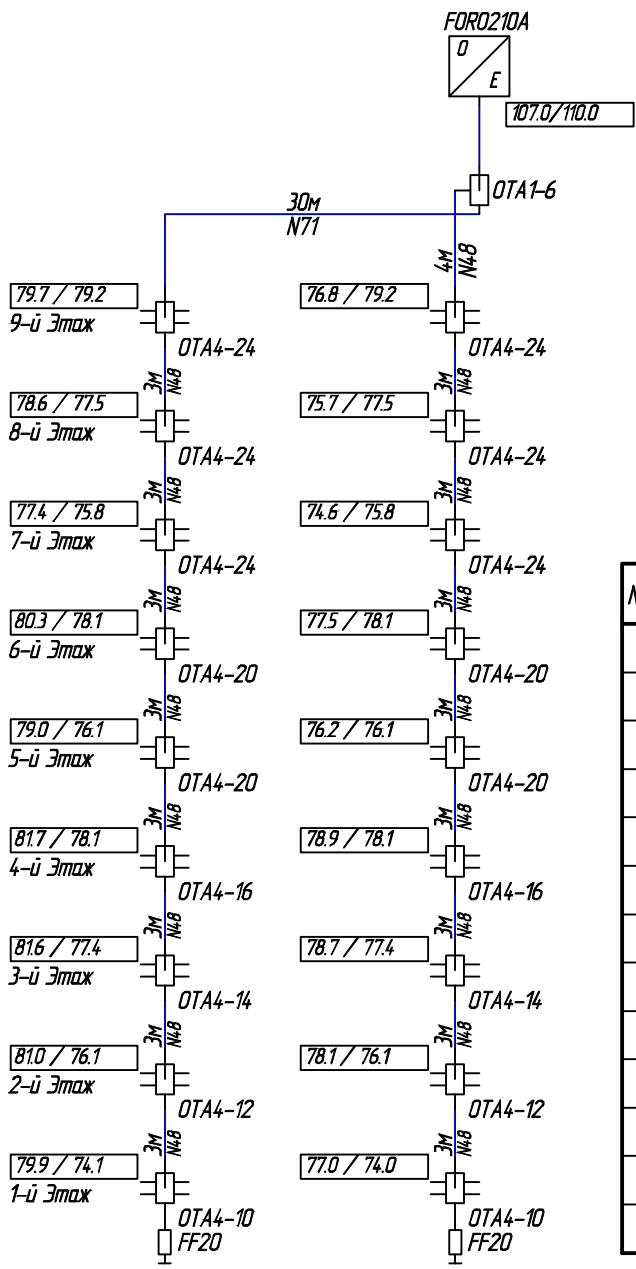 FORO210A
O
E
107.0/110.0
OTA1-6
30м
N71
4м
N48
79.7 / 79.2
9-й Этаж
OTA4-24
76.8 / 79.2
OTA4-24
3м
N48
3м
N48
78.6 / 77.5
8-й Этаж
OTA4-24
75.7 / 77.5
OTA4-24
3м
N48
3м
N48
77.4 / 75.8
7-й Этаж
OTA4-24
74.6 / 75.8
OTA4-24
3м
N48
3м
N48
80.3 / 78.1
6-й Этаж
OTA4-20
77.5 / 78.1
OTA4-20
3м
N48
3м
N48
79.0 / 76.1
5-й Этаж
OTA4-20
76.2 / 76.1
OTA4-20
3м
N48
3м
N48
81.7 / 78.1
4-й Этаж
OTA4-16
78.9 / 78.1
OTA4-16
3м
N48
3м
N48
81.6 / 77.4
3-й Этаж
OTA4-14
78.7 / 77.4
OTA4-14
3м
N48
3м
N48
81.0 / 76.1
2-й Этаж
OTA4-12
78.1 / 76.1
OTA4-12
3м
N48
3м
N48
79.9 / 74.1
1-й Этаж
OTA4-10
FF20
77.0 / 74.0
OTA4-10
FF20